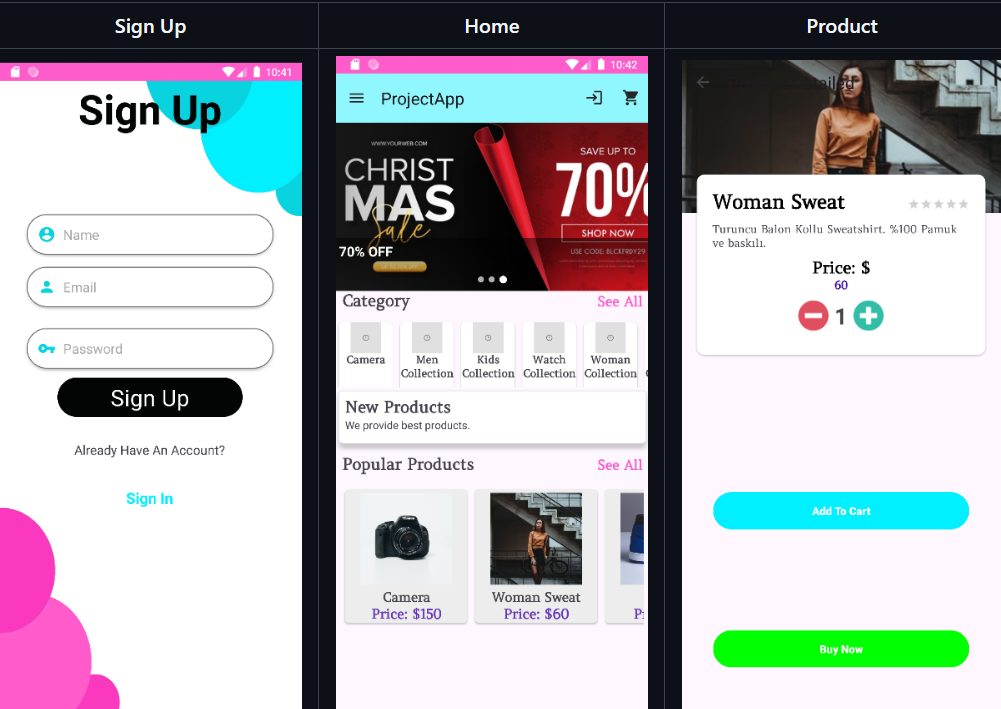 Sign Up
Home
Product
10:41
Sign Up
Name
Email
Password
Sign Up
Already Have An Account?
Sign In
10:42
ProjectApp
WWW.YOURWEB.COM
CHRIST
MAS
Sale
70% OFF
SAVE UP TO
70%
SHOP NOW
USE CODE: BLCKFRDY29
Category
See All
Camera
Men
Collection
Kids
Collection
Watch
Collection
Woman
Collection
New Products
We provide best products.
Popular Products
See All
Camera
Price: $150
Woman Sweat
Price: $60
Woman Sweat
Turuncu Balon Kollu Sweatshirt. %100 Pamuk
ve baskılı.
Price: $
60
1
Add To Cart
Buy Now